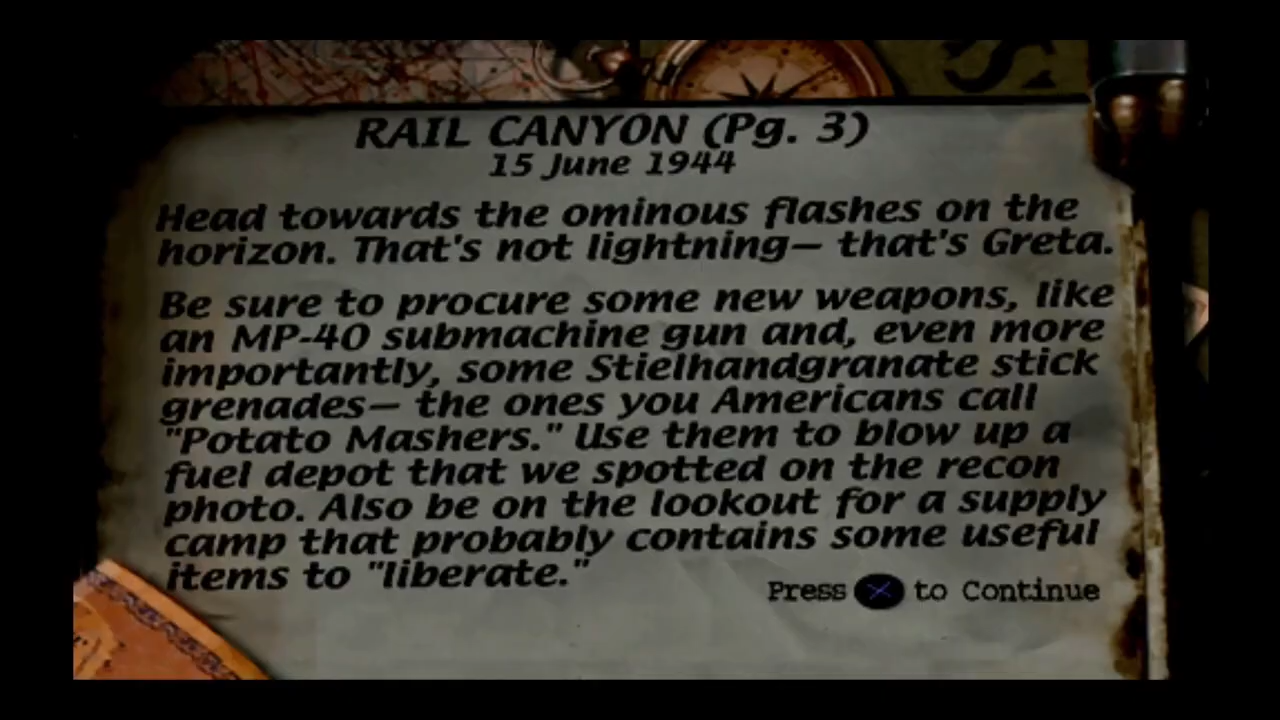 RAIL CANYON (Pg. 3)
15 June 1944
Head towards the ominous flashes on the
horizon. That's not lightning— that's Greta.
Be sure to procure some new weapons, like
an MP-40 submachine gun and, even more
importantly, some Stielhandgranate stick
grenades— the ones you Americans call
"Potato Mashers." Use them to blow up a
fuel depot that we spotted on the recon
photo. Also be on the lookout for a supply
camp that probably contains some useful
items to "liberate."
Press X to Continue